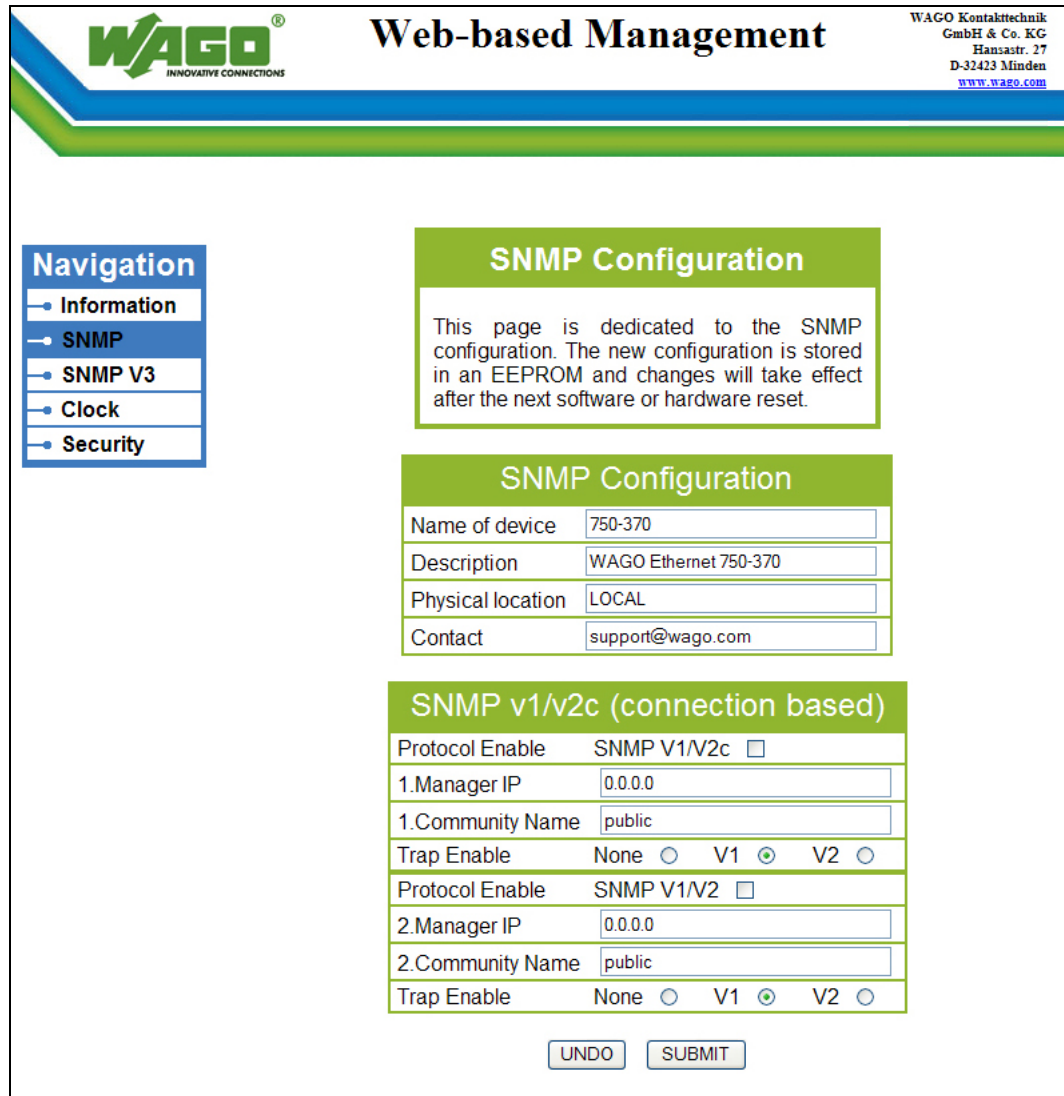 WAGO®
INNOVATIVE CONNECTIONS
Web-based Management
WAGO Kontakttechnik
GmbH & Co. KG
Hansastr. 27
D-32423 Minden
www.wago.com
Navigation
Information
SNMP
SNMP V3
Clock
Security
SNMP Configuration
This page is dedicated to the SNMP
configuration. The new configuration is stored
in an EEPROM and changes will take effect
after the next software or hardware reset.
SNMP Configuration
Name of device 750-370
Description WAGO Ethernet 750-370
Physical location LOCAL
Contact support@wago.com
SNMP v1/v2c (connection based)
Protocol Enable SNMP V1/V2c
1.Manager IP 0.0.0.0
1.Community Name public
Trap Enable None V1 V2
Protocol Enable SNMP V1/V2
2.Manager IP 0.0.0.0
2.Community Name public
Trap Enable None V1 V2
UNDO SUBMIT